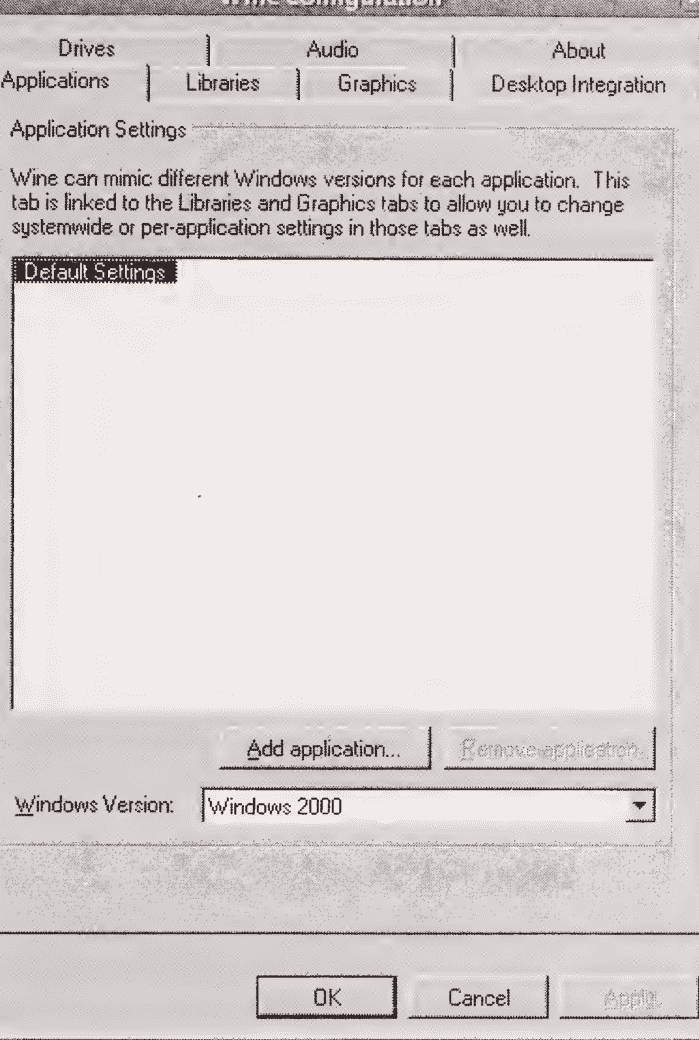 Wine Configuration
Drives Audio About
Applications Libraries Graphics Desktop Integration
Application Settings
Wine can mimic different Windows versions for each application. This
tab is linked to the Libraries and Graphics tabs to allow you to change
systemwide or per-application settings in those tabs as well.
Default Settings
Add application... Remove application
Windows Version: Windows 2000
OK Cancel Apply